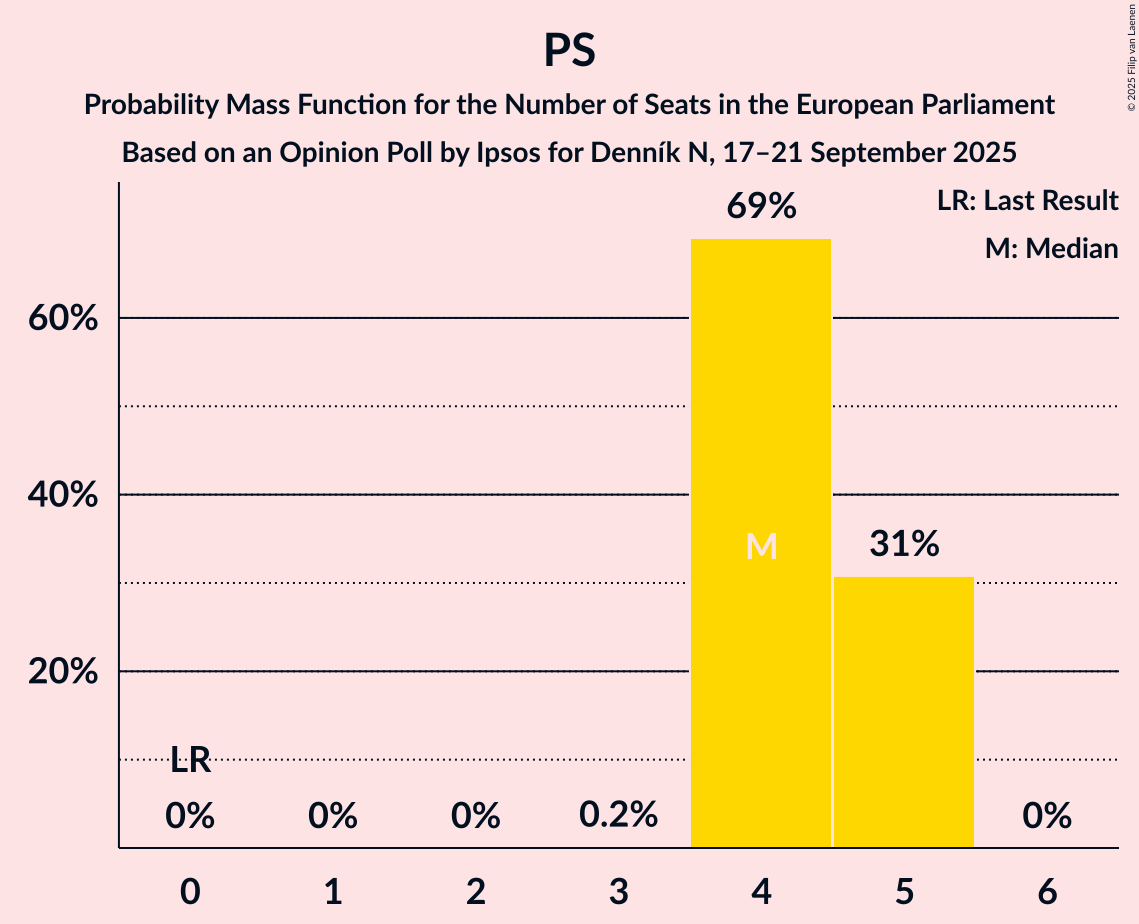 PS
Probability Mass Function for the Number of Seats in the European Parliament
Based on an Opinion Poll by Ipsos for Denník N, 17–21 September 2025
© 2025 Filip van Laenen
LR: Last Result
M: Median
69%
60%
40%
M
31%
20%
LR
0%
0%
0%
0.2%
0%
0
1
2
3
4
5
6